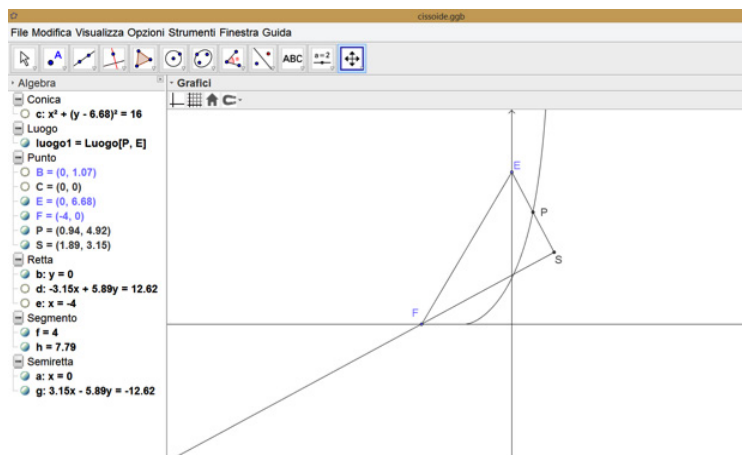 cissoide.ggb
File Modifica Visualizza Opzioni Strumenti Finestra Guida
A
ABC
a=2
Algebra
Conica
c: x² + (y - 6.68)² = 16
Luogo
luogo1 = Luogo[P, E]
Punto
B = (0, 1.07)
C = (0, 0)
E = (0, 6.68)
F = (-4, 0)
P = (0.94, 4.92)
S = (1.89, 3.15)
Retta
b: y = 0
d: -3.15x + 5.89y = 12.62
e: x = -4
Segmento
f = 4
h = 7.79
Semiretta
a: x = 0
g: 3.15x - 5.89y = -12.62
Grafici
E
P
S
F